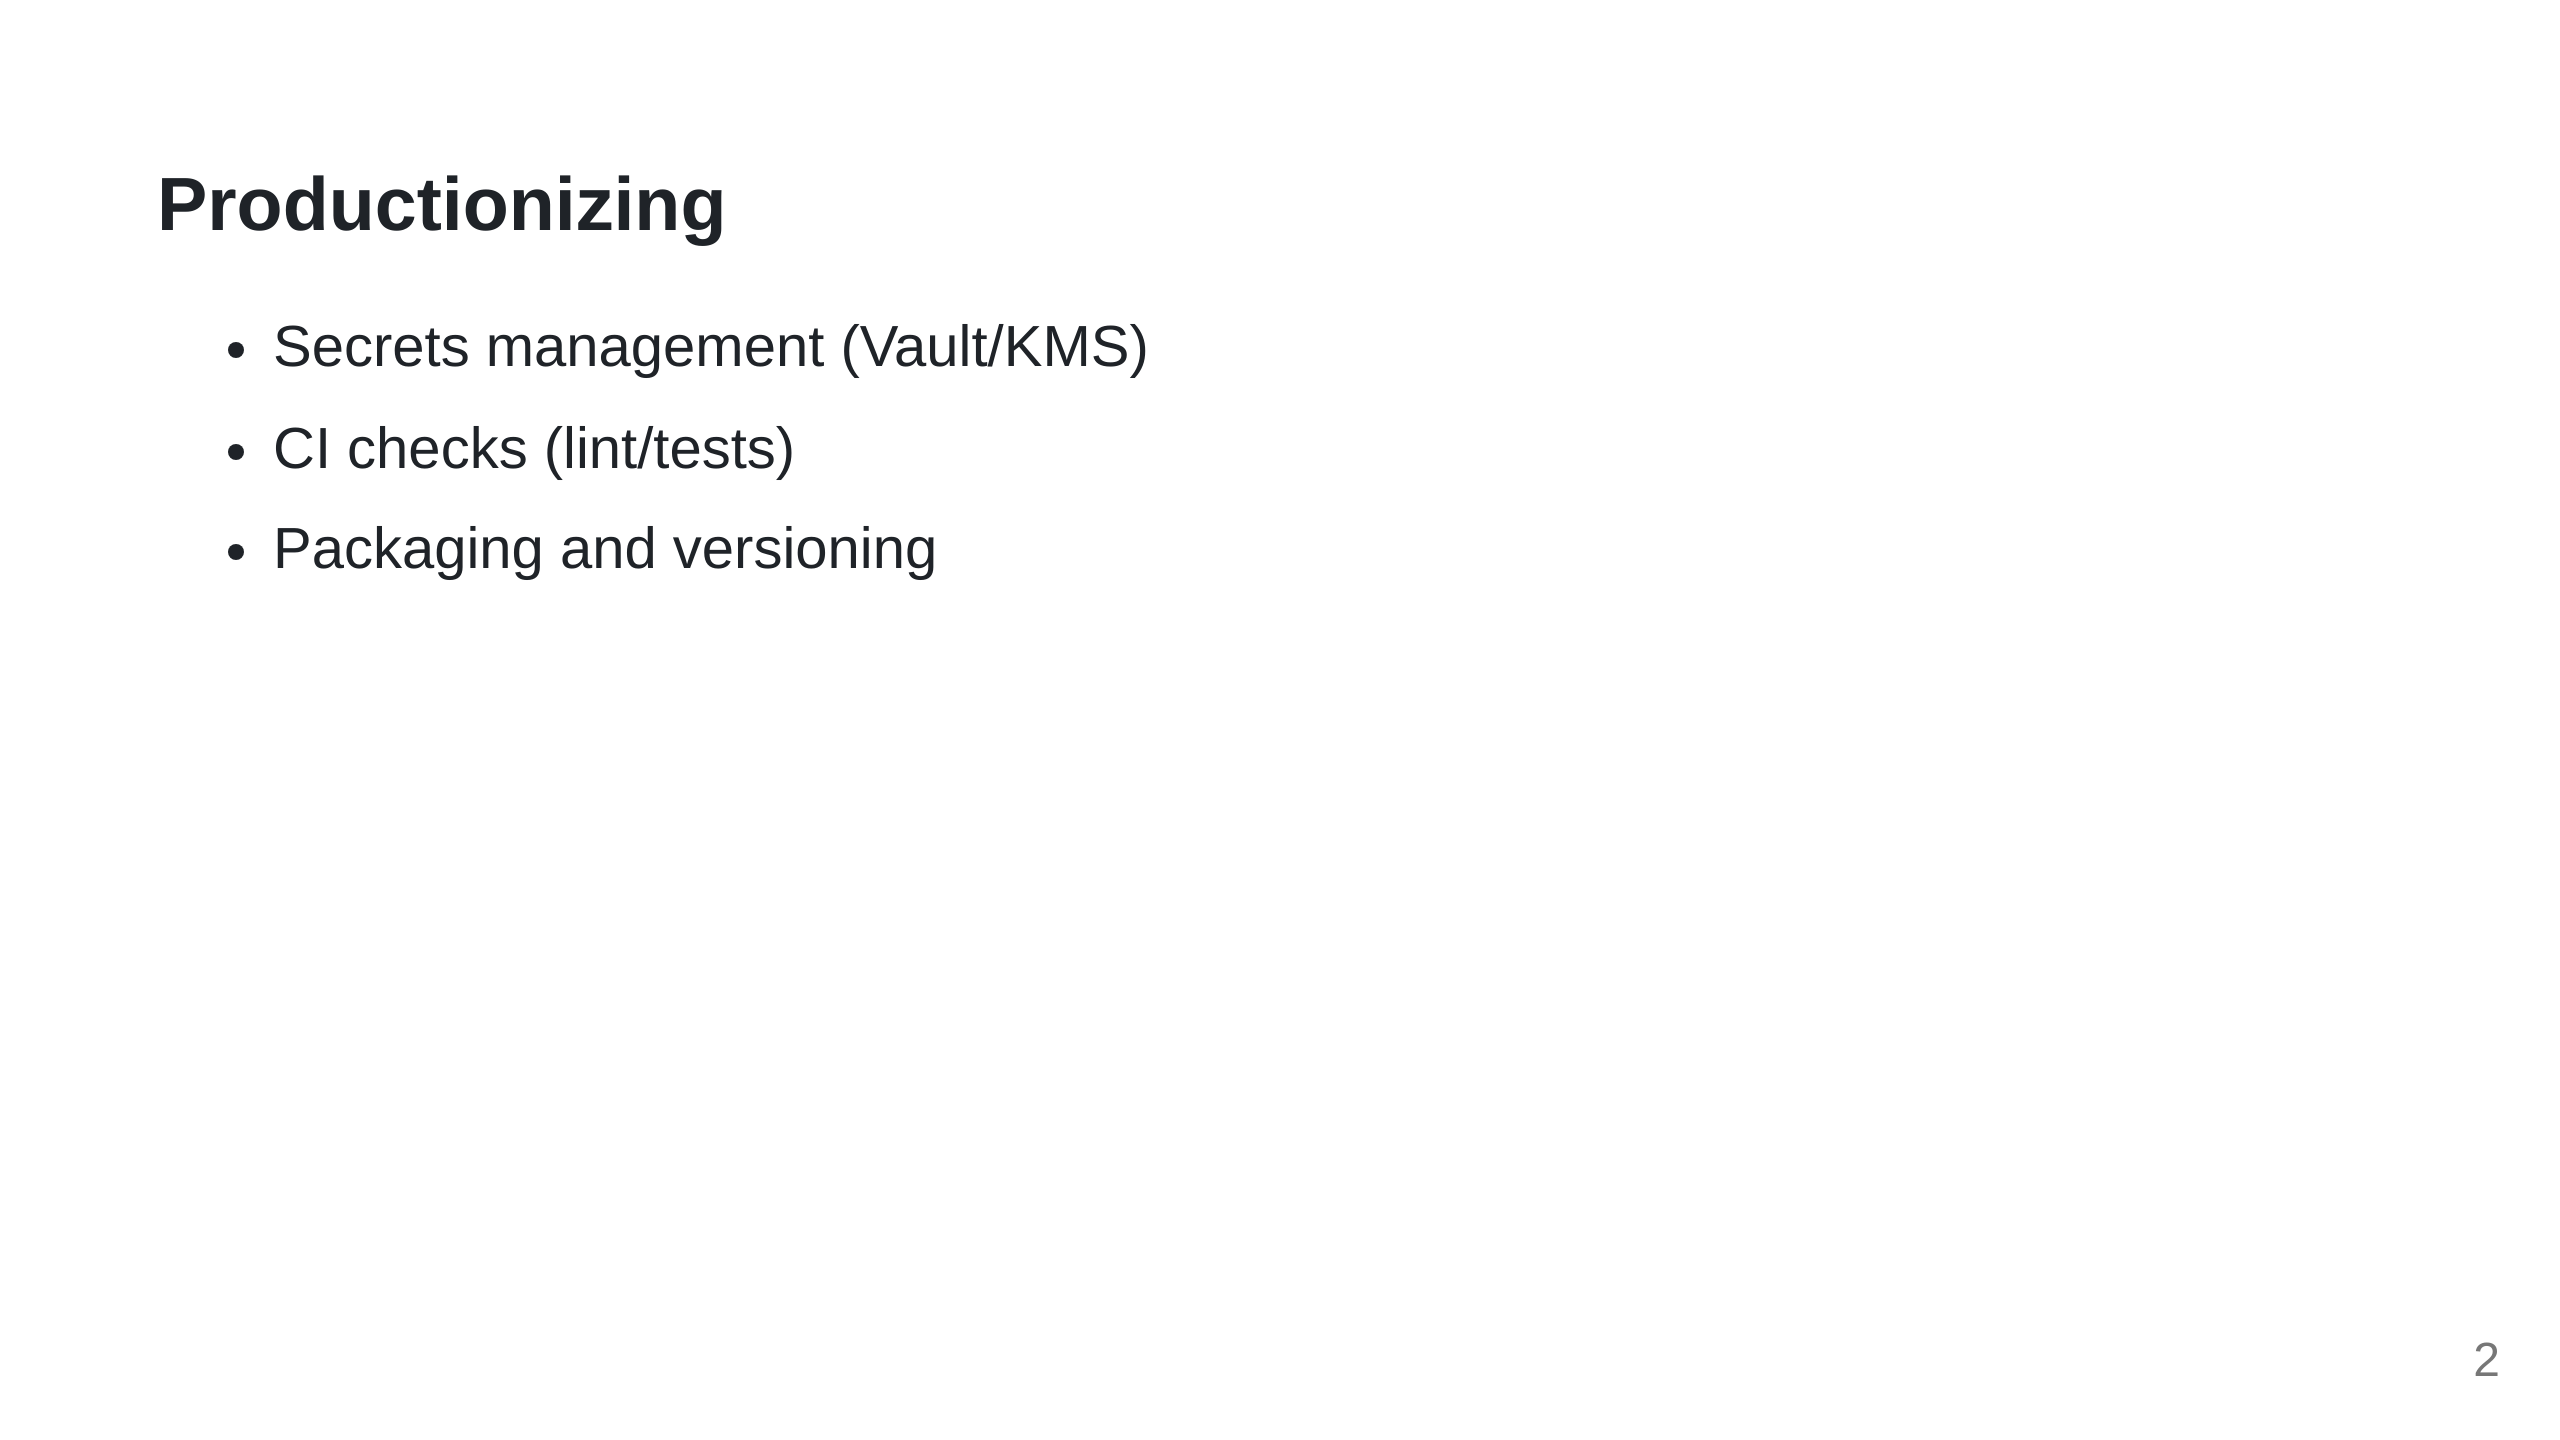 Productionizing
• Secrets management (Vault/KMS)
• CI checks (lint/tests)
• Packaging and versioning
2